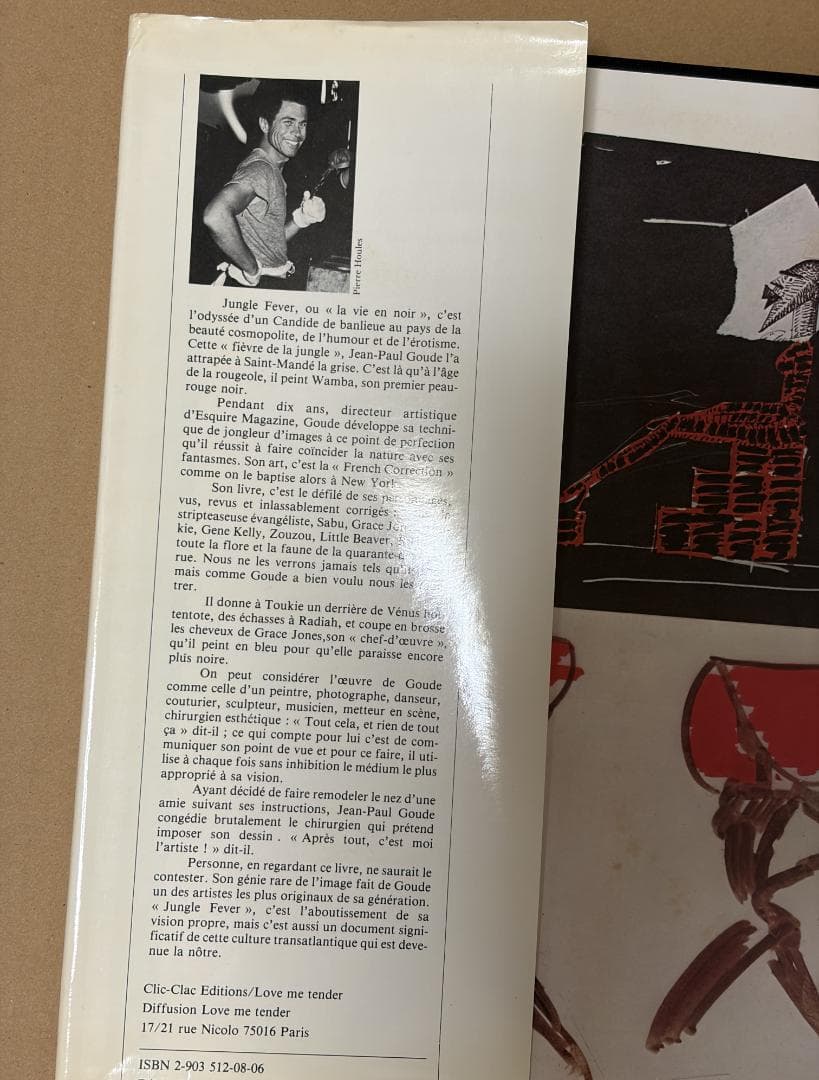 Pierre Houles
Jungle Fever, ou « la vie en noir », c'est
l'odyssée d'un Candide de banlieue au pays de la
beauté cosmopolite, de l'humour et de l'érotisme.
Cette « fièvre de la jungle », Jean-Paul Goude l'a
attrapée à Saint-Mandé la grise. C'est là qu'à l'âge
de la rougeole, il peint Wamba, son premier peau-
rouge noir.
Pendant dix ans, directeur artistique
d'Esquire Magazine, Goude développe sa techni-
que de jongleur d'images à ce point de perfection
qu'il réussit à faire coïncider la nature avec ses
fantasmes. Son art, c'est la « French Correction »
comme on le baptise alors à New York.
Son livre, c'est le défilé de ses
vus, revus et inlassablement corrigés :
stripteaseuse évangéliste, Sabu, Grace
kie, Gene Kelly, Zouzou, Little Beaver,
toute la flore et la faune de la
rue. Nous ne les verrons jamais tels
mais comme Goude a bien voulu nous les
trer.
Il donne à Toukie un derrière de Vénus hot-
tentote, des échasses à Radiah, et coupe en brosse
les cheveux de Grace Jones,son « chef-d'œuvre »,
qu'il peint en bleu pour qu'elle paraisse encore
plus noire.
On peut considérer l'œuvre de Goude
comme celle d'un peintre, photographe, danseur,
couturier, sculpteur, musicien, metteur en scène,
chirurgien esthétique : « Tout cela, et rien de tout
ça » dit-il ; ce qui compte pour lui c'est de com-
muniquer son point de vue et pour ce faire, il uti-
lise à chaque fois sans inhibition le médium le plus
approprié à sa vision.
Ayant décidé de faire remodeler le nez d'une
amie suivant ses instructions, Jean-Paul Goude
congédie brutalement le chirurgien qui prétend
imposer son dessin . « Après tout, c'est moi
l'artiste ! » dit-il.
Personne, en regardant ce livre, ne saurait le
contester. Son génie rare de l'image fait de Goude
un des artistes les plus originaux de sa génération.
« Jungle Fever », c'est l'aboutissement de sa
vision propre, mais c'est aussi un document signi-
ficatif de cette culture transatlantique qui est deve-
nue la nôtre.
Clic-Clac Editions/Love me tender
Diffusion Love me tender
17/21 rue Nicolo 75016 Paris
ISBN 2-903 512-08-06